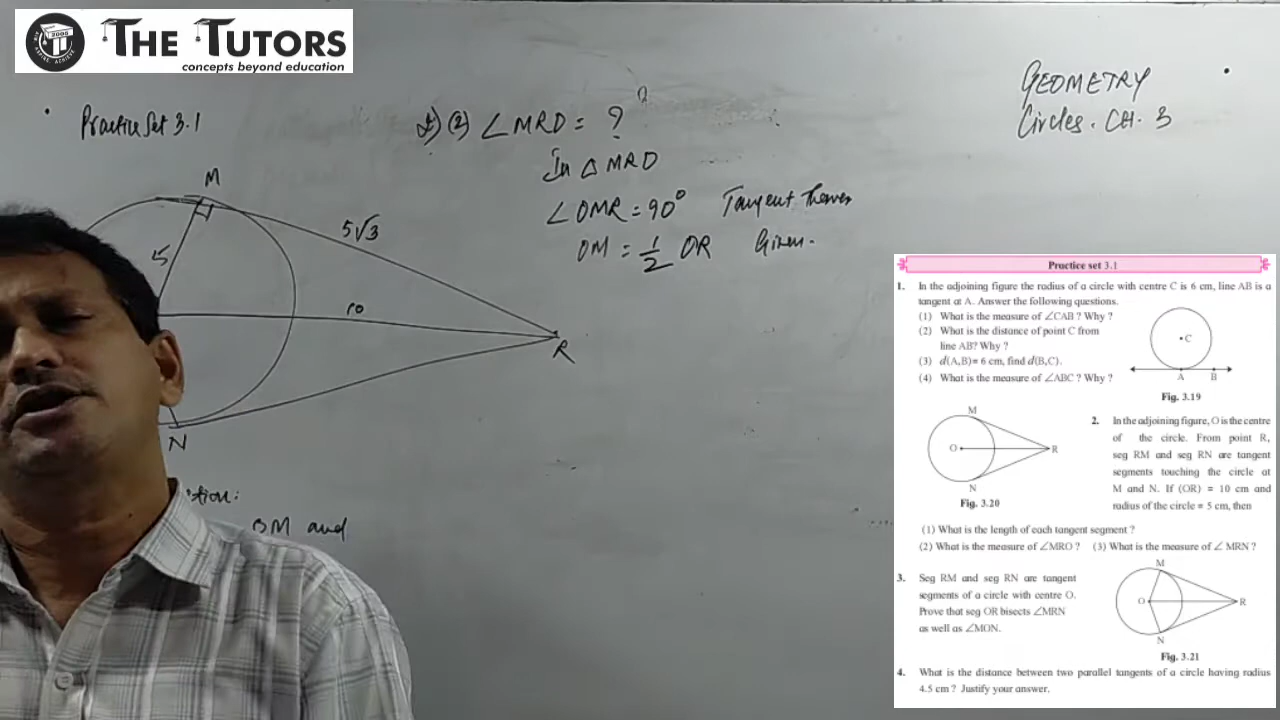 THE TUTORS
concepts beyond education
2008
GEOMETRY
Circles. CH. 3
Practice Set 3.1
M
5√3
5
10
R
N
OM and
(2) ∠MRO = ?
In △ MRO
∠OMR = 90° Tangent
OM = 1/2 OR Given.
Practice set 3.1
1. In the adjoining figure the radius of a circle with centre C is 6 cm, line AB is a
tangent at A. Answer the following questions.
(1) What is the measure of ∠CAB ? Why ?
(2) What is the distance of point C from
line AB? Why ?
(3) d(A,B)= 6 cm, find d(B,C).
(4) What is the measure of ∠ABC ? Why ?
C
A B
Fig. 3.19
M
O R
N
Fig. 3.20
2. In the adjoining figure, O is the centre
of the circle. From point R,
seg RM and seg RN are tangent
segments touching the circle at
M and N. If (OR) = 10 cm and
radius of the circle = 5 cm, then
(1) What is the length of each tangent segment ?
(2) What is the measure of ∠MRO ? (3) What is the measure of ∠ MRN ?
3. Seg RM and seg RN are tangent
segments of a circle with centre O.
Prove that seg OR bisects ∠MRN
as well as ∠MON.
M
O R
N
Fig. 3.21
4. What is the distance between two parallel tangents of a circle having radius
4.5 cm ? Justify your answer.